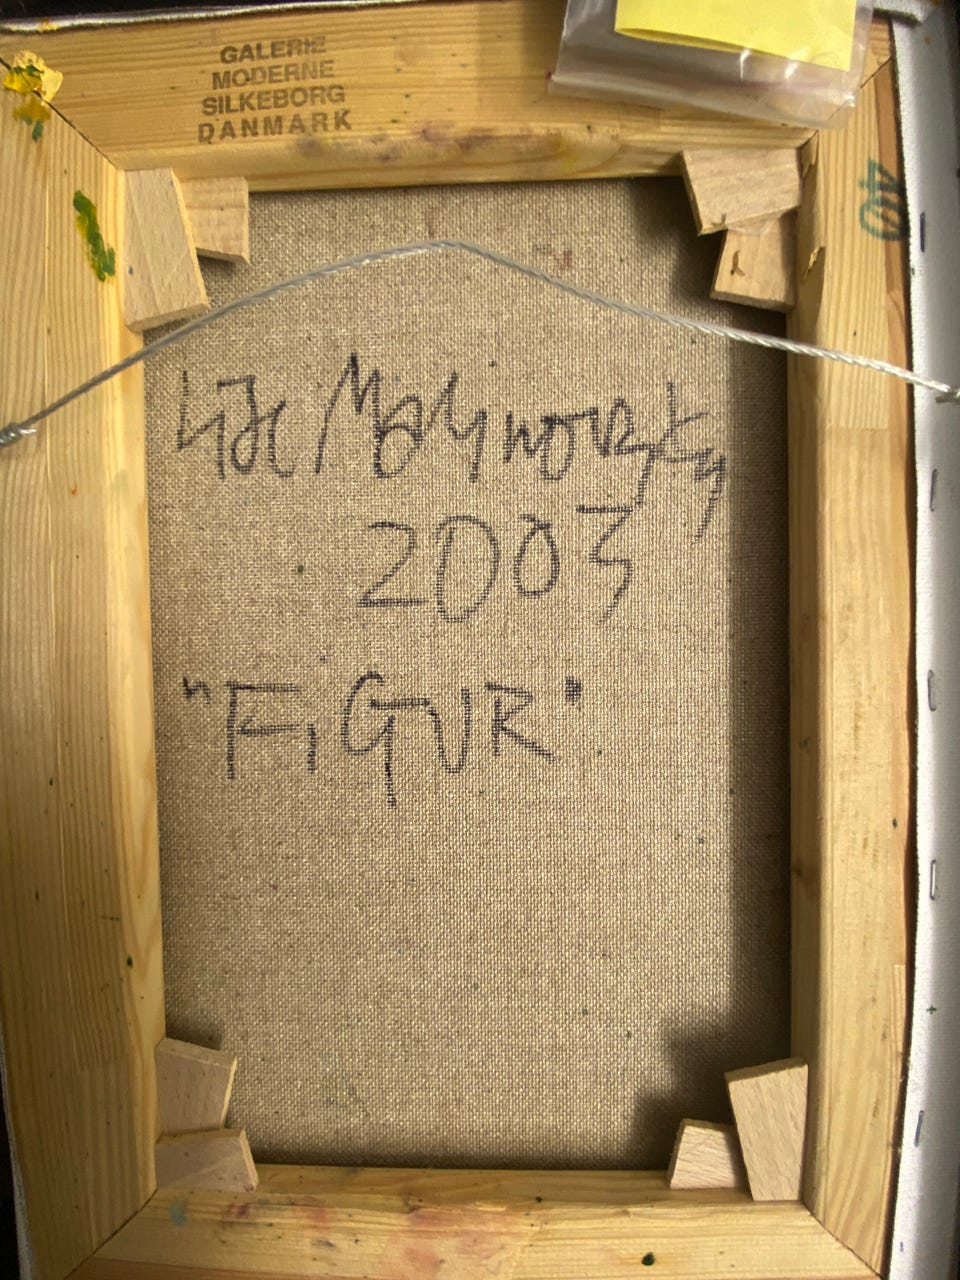 GALERIE
MODERNE
SILKEBORG
DANMARK
2003
"FiGUR"